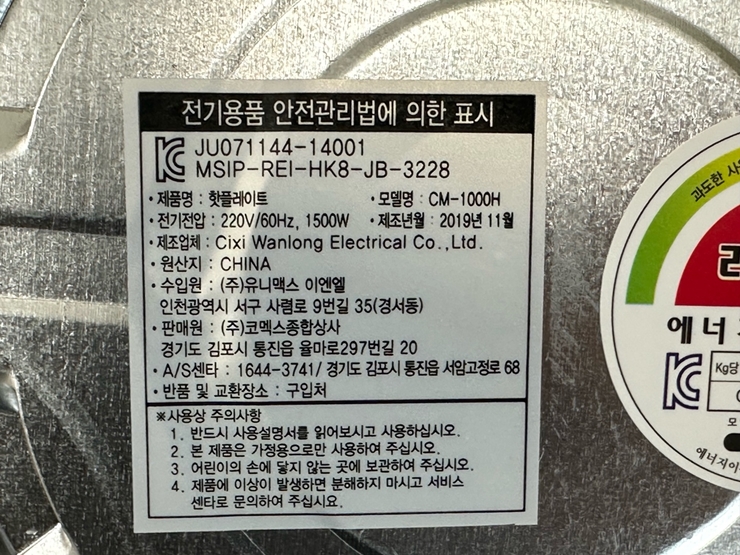 전기용품 안전관리법에 의한 표시
JU071144-14001
MSIP-REI-HK8-JB-3228
・제품명 : 핫플레이트 ・모델명 : CM-1000H
・전기전압 : 220V/60Hz, 1500W ・제조년월 : 2019년 11월
・제조업체 : Cixi Wanlong Electrical Co.,Ltd.
・원산지 : CHINA
・수입원 : (주)유니맥스 이엔엘
인천광역시 서구 사렴로 9번길 35(경서동)
・판매원 : (주)코멕스종합상사
경기도 김포시 통진읍 율마로297번길 20
・A/S센타 : 1644-3741/ 경기도 김포시 통진읍 서암고정로 68
・반품 및 교환장소 : 구입처
※사용상 주의사항
1. 반드시 사용설명서를 읽어보시고 사용하십시오.
2. 본 제품은 가정용으로만 사용하여 주십시오.
3. 어린이의 손에 닿지 않는 곳에 보관하여 주십시오.
4. 제품에 이상이 발생하면 분해하지 마시고 서비스
센타로 문의하여 주십시요.
과도한 사
에너지
Kg당
모
에너지이